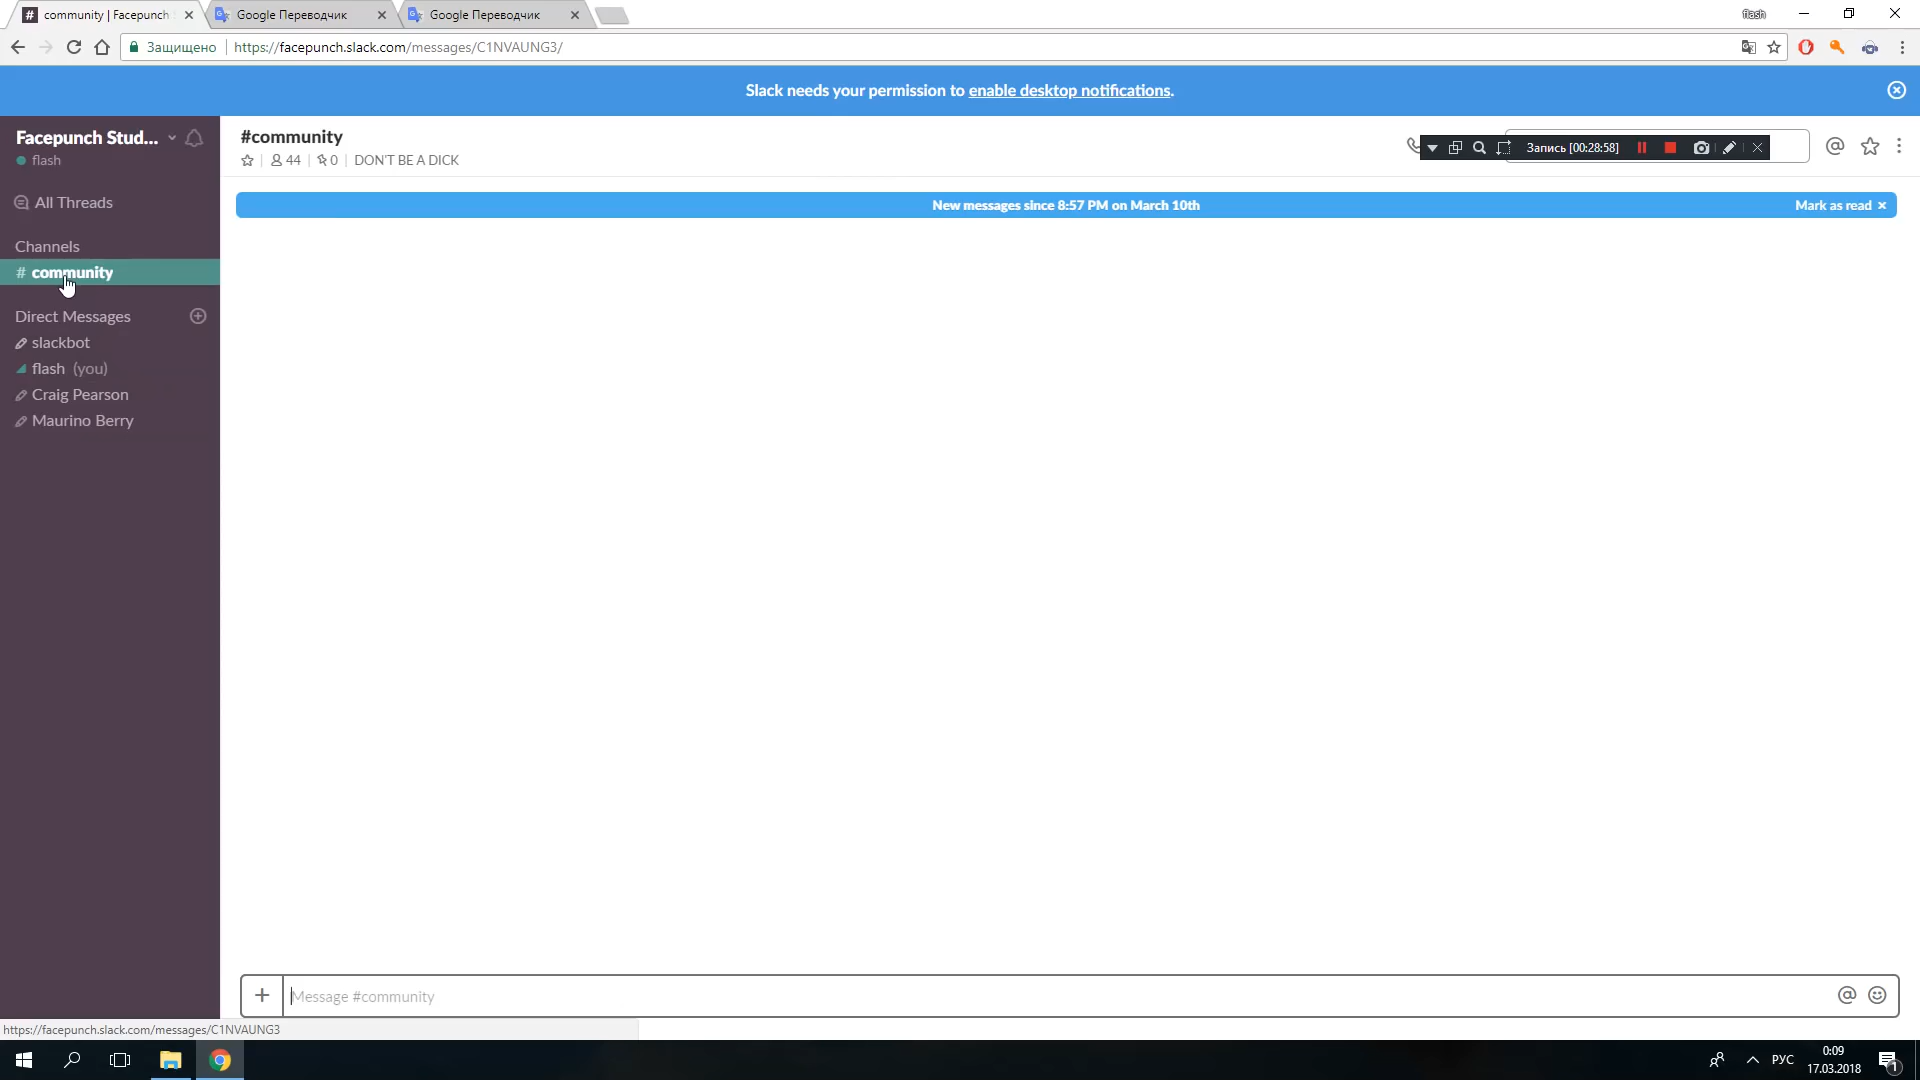 community | Facepunch
Google Переводчик
Google Переводчик
flash
Защищено
https://facepunch.slack.com/messages/C1NVAUNG3/
Slack needs your permission to enable desktop notifications.
Facepunch Stud...
flash
#community
44
0
DON'T BE A DICK
Запись [00:28:58]
All Threads
New messages since 8:57 PM on March 10th
Mark as read
Channels
# community
Direct Messages
slackbot
flash (you)
Craig Pearson
Maurino Berry
Message #community
https://facepunch.slack.com/messages/C1NVAUNG3
РУС
0:09
17.03.2018
1